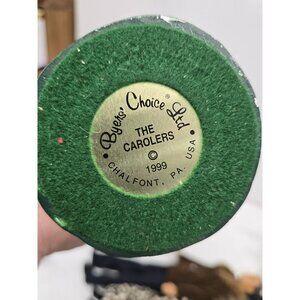 Byers' Choice® Ltd.
THE
CAROLERS
©
1999
CHALFONT, PA. USA